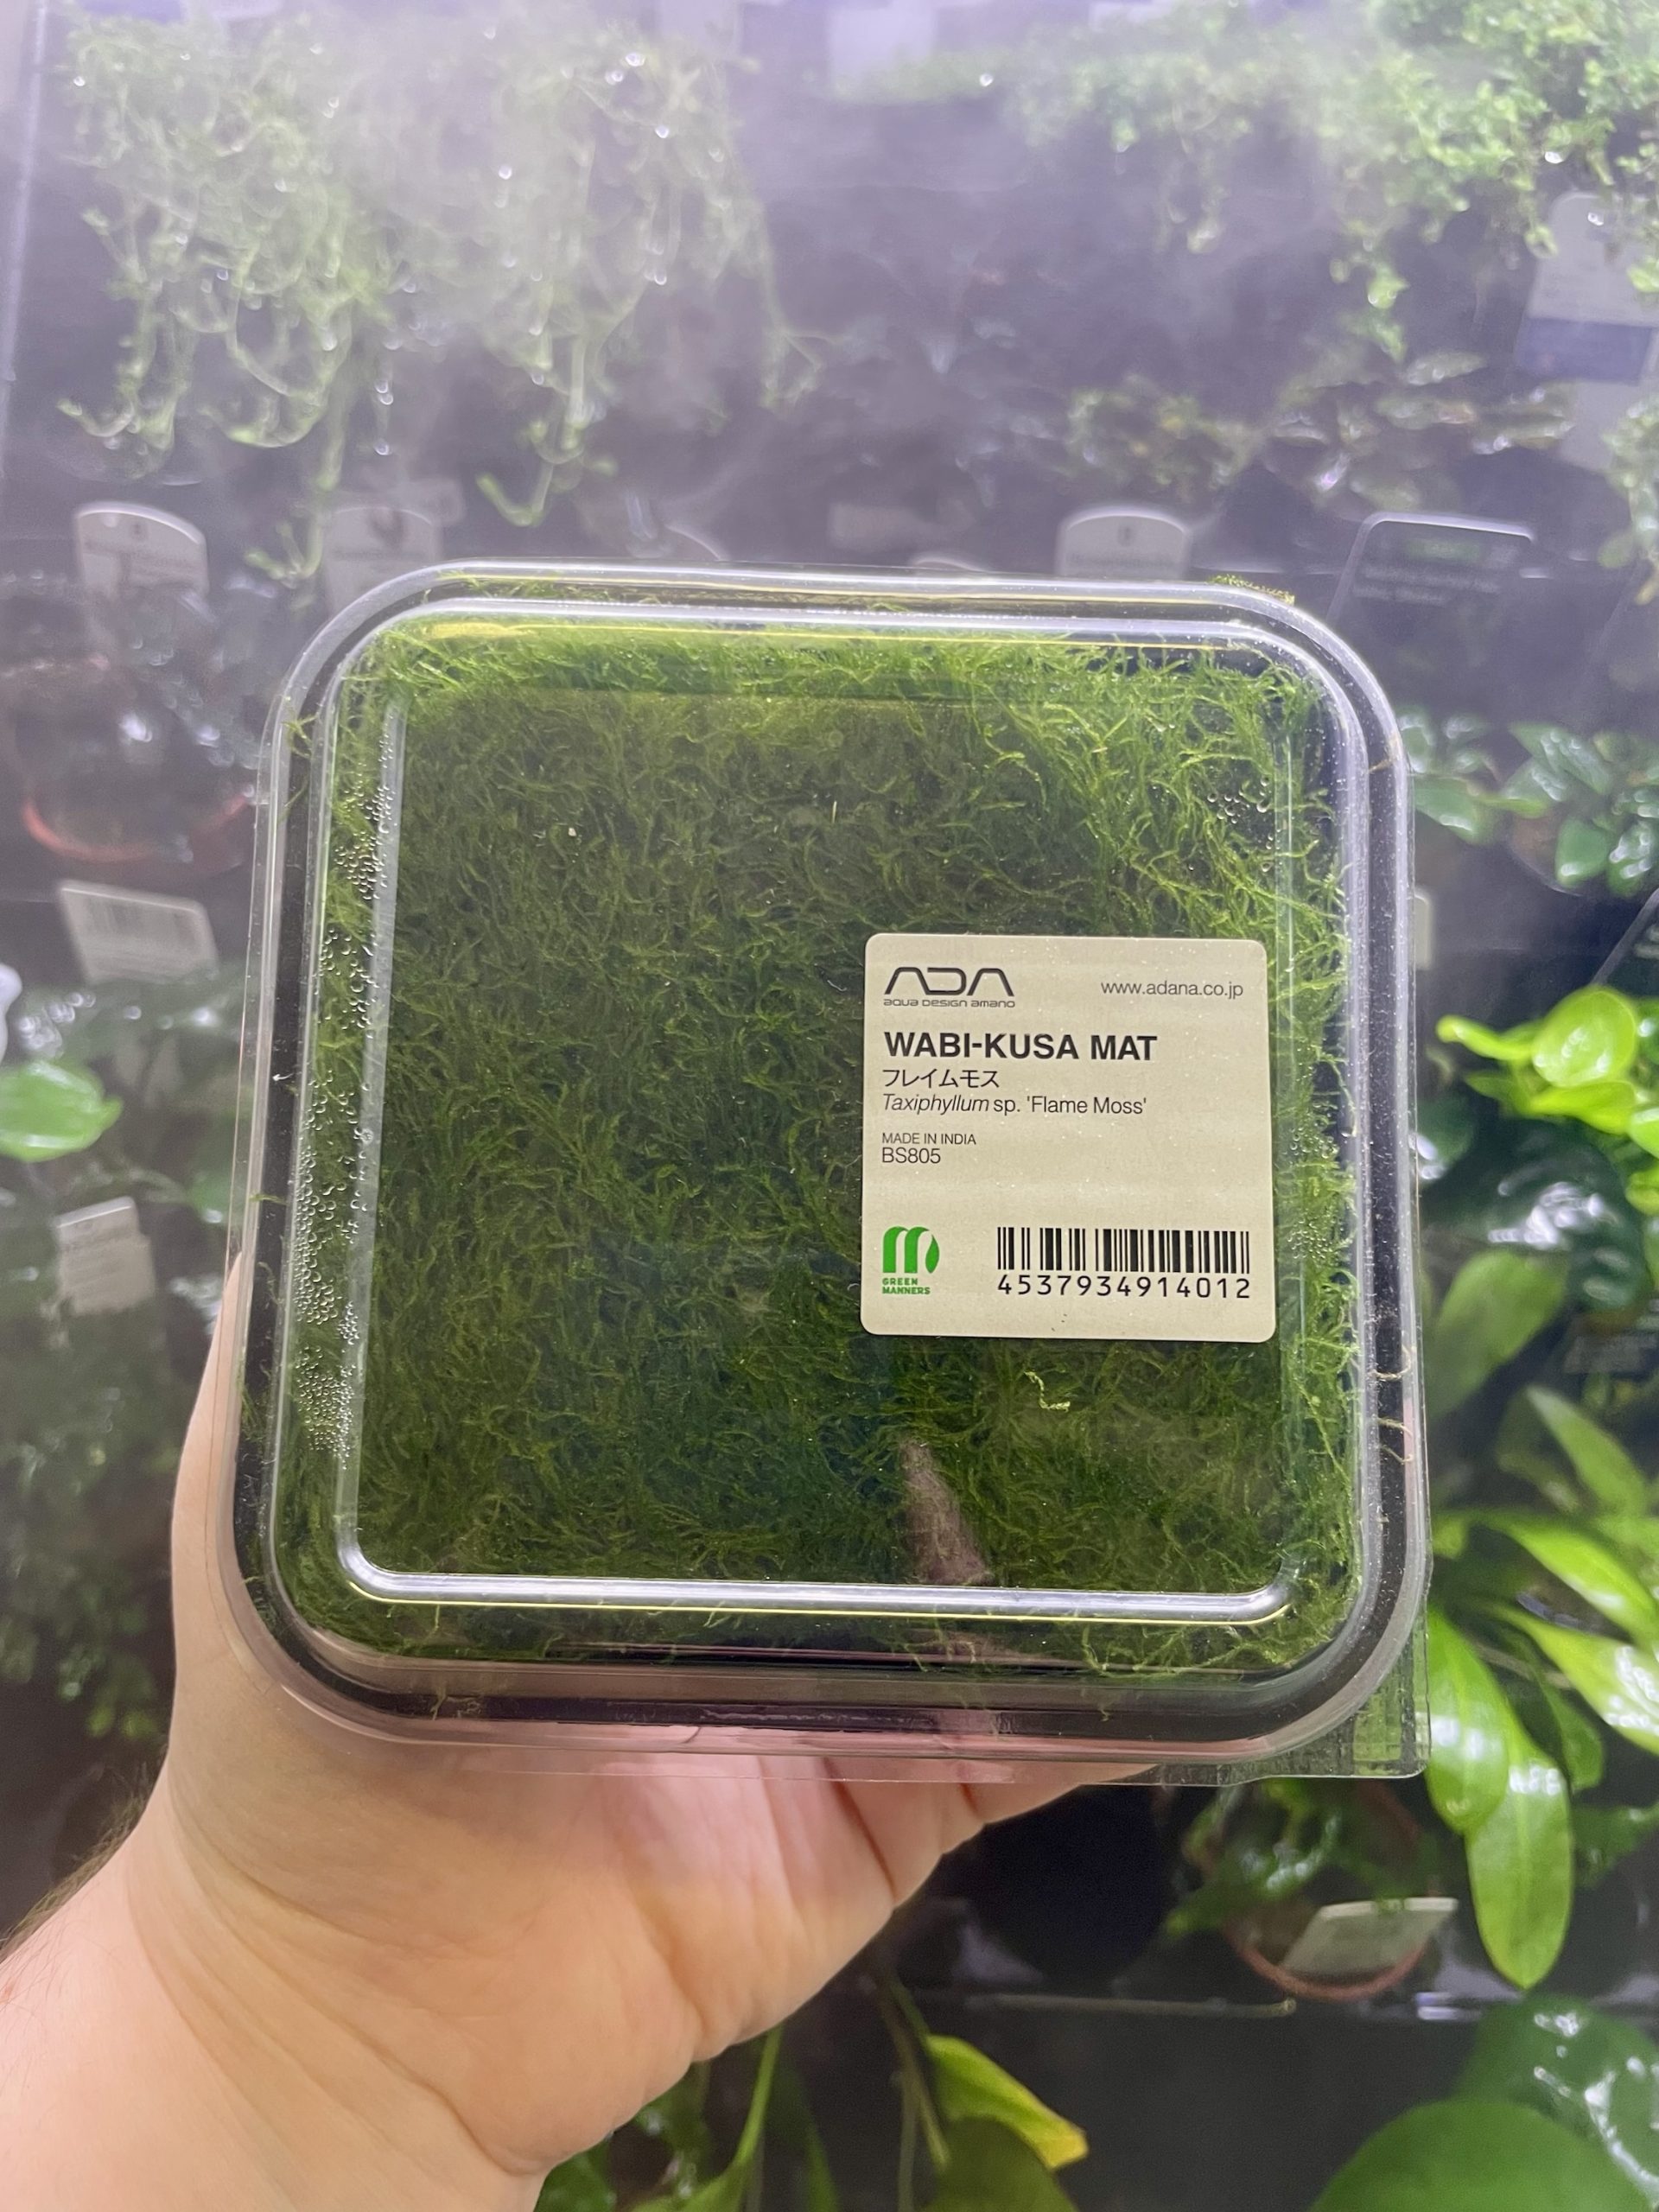 ADA
aqua design amano
www.adana.co.jp
WABI-KUSA MAT
フレイムモス
Taxiphyllum sp. 'Flame Moss'
MADE IN INDIA
BS805
GREEN
MANNERS
4537934914012